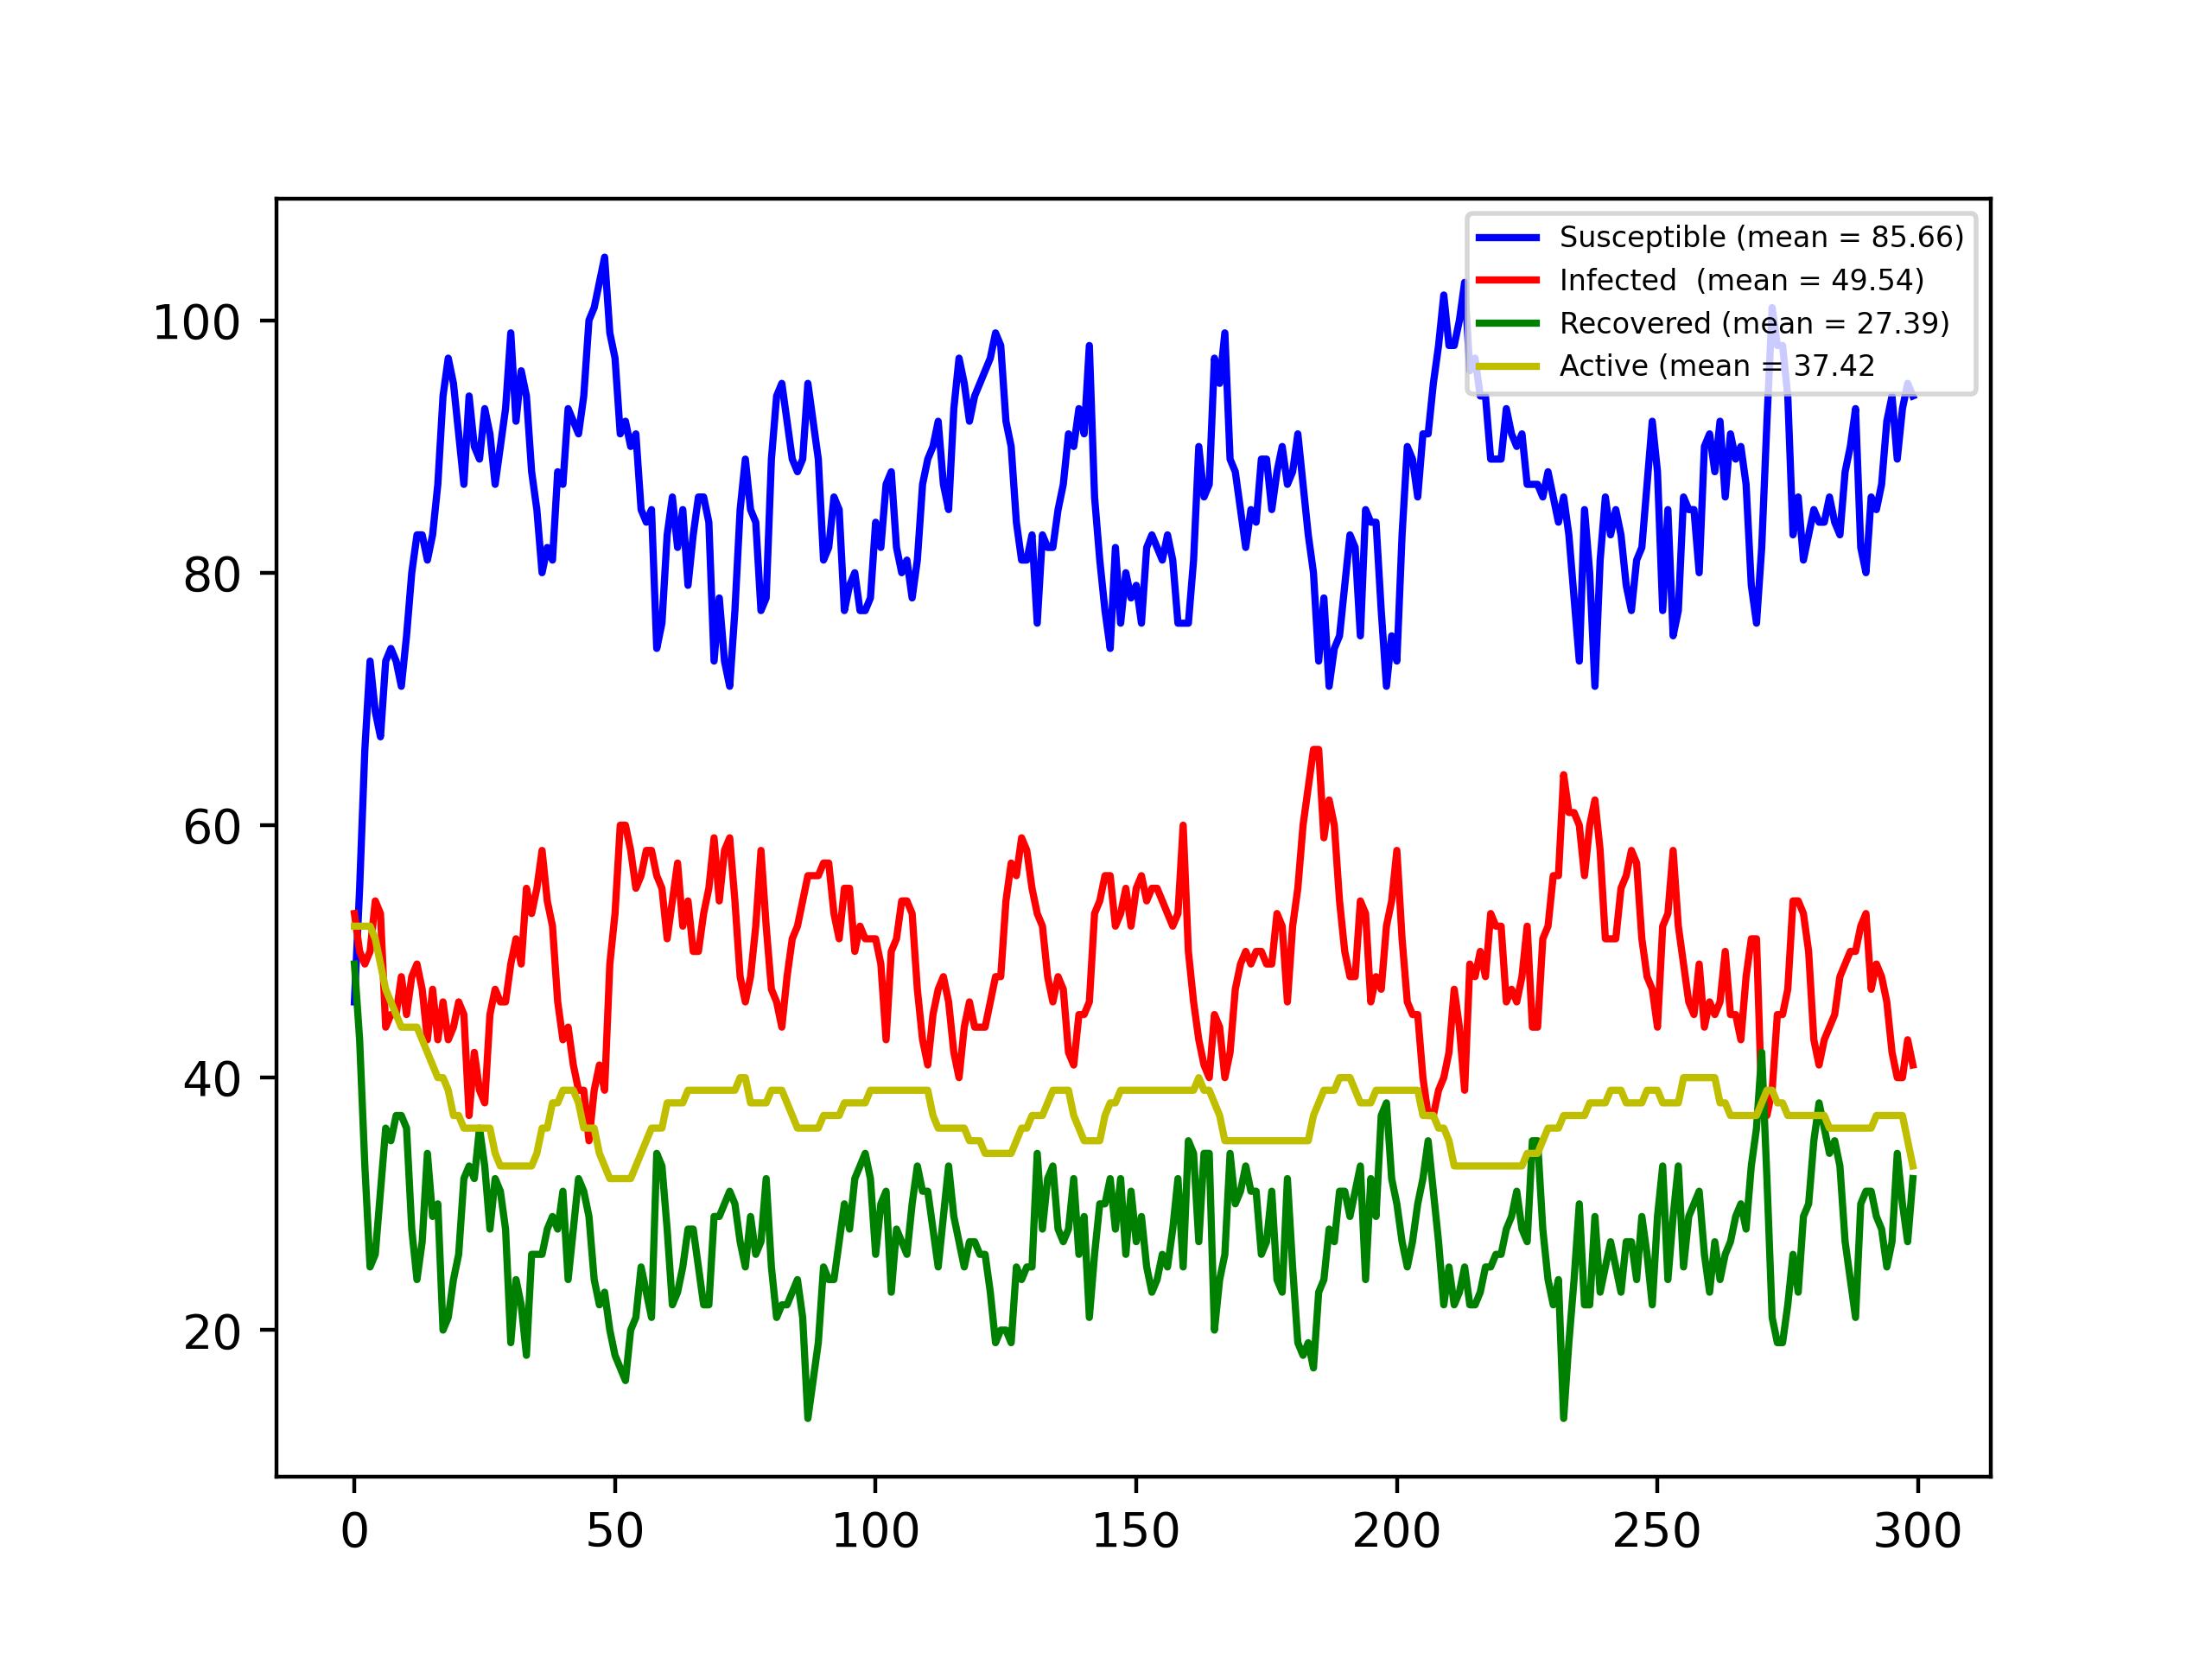 Susceptible (mean = 85.66)
Infected  (mean = 49.54)
Recovered (mean = 27.39)
Active (mean = 37.42
100
80
60
40
20
0 50 100 150 200 250 300